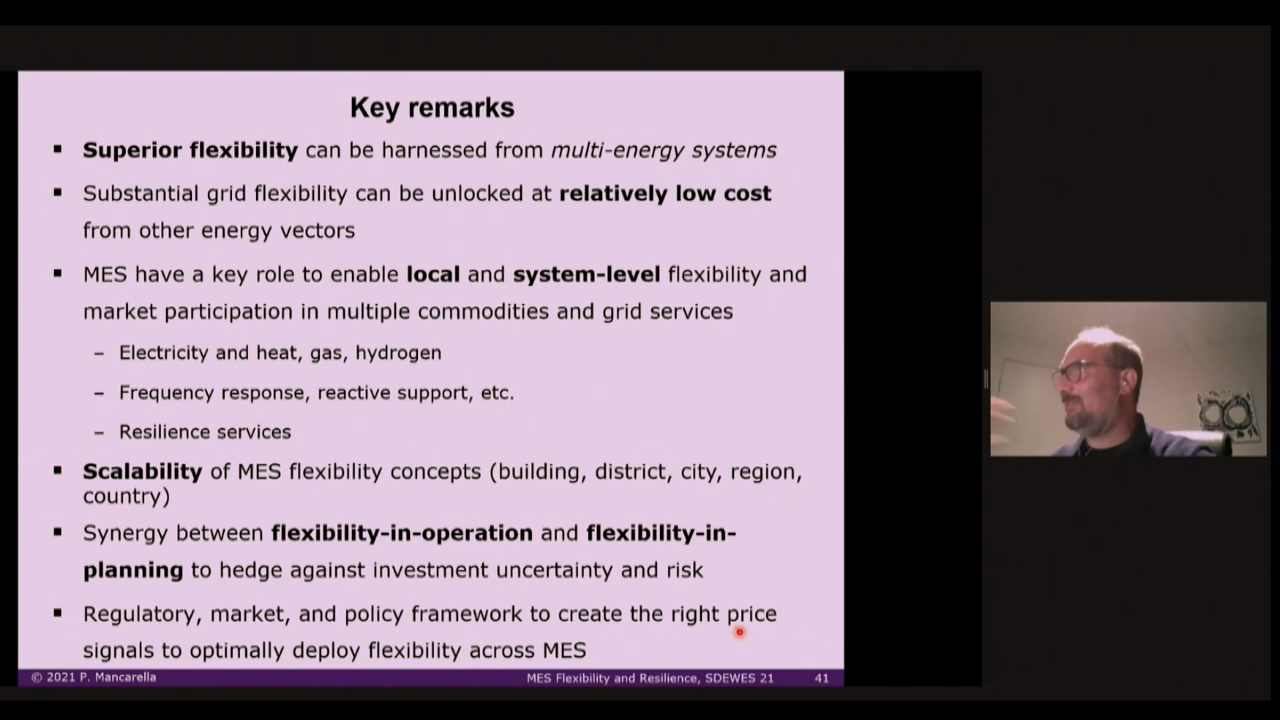 Key remarks
▪ Superior flexibility can be harnessed from multi-energy systems
▪ Substantial grid flexibility can be unlocked at relatively low cost
from other energy vectors
▪ MES have a key role to enable local and system-level flexibility and
market participation in multiple commodities and grid services
– Electricity and heat, gas, hydrogen
– Frequency response, reactive support, etc.
– Resilience services
▪ Scalability of MES flexibility concepts (building, district, city, region,
country)
▪ Synergy between flexibility-in-operation and flexibility-in-
planning to hedge against investment uncertainty and risk
▪ Regulatory, market, and policy framework to create the right price
signals to optimally deploy flexibility across MES
© 2021 P. Mancarella
MES Flexibility and Resilience, SDEWES 21
41